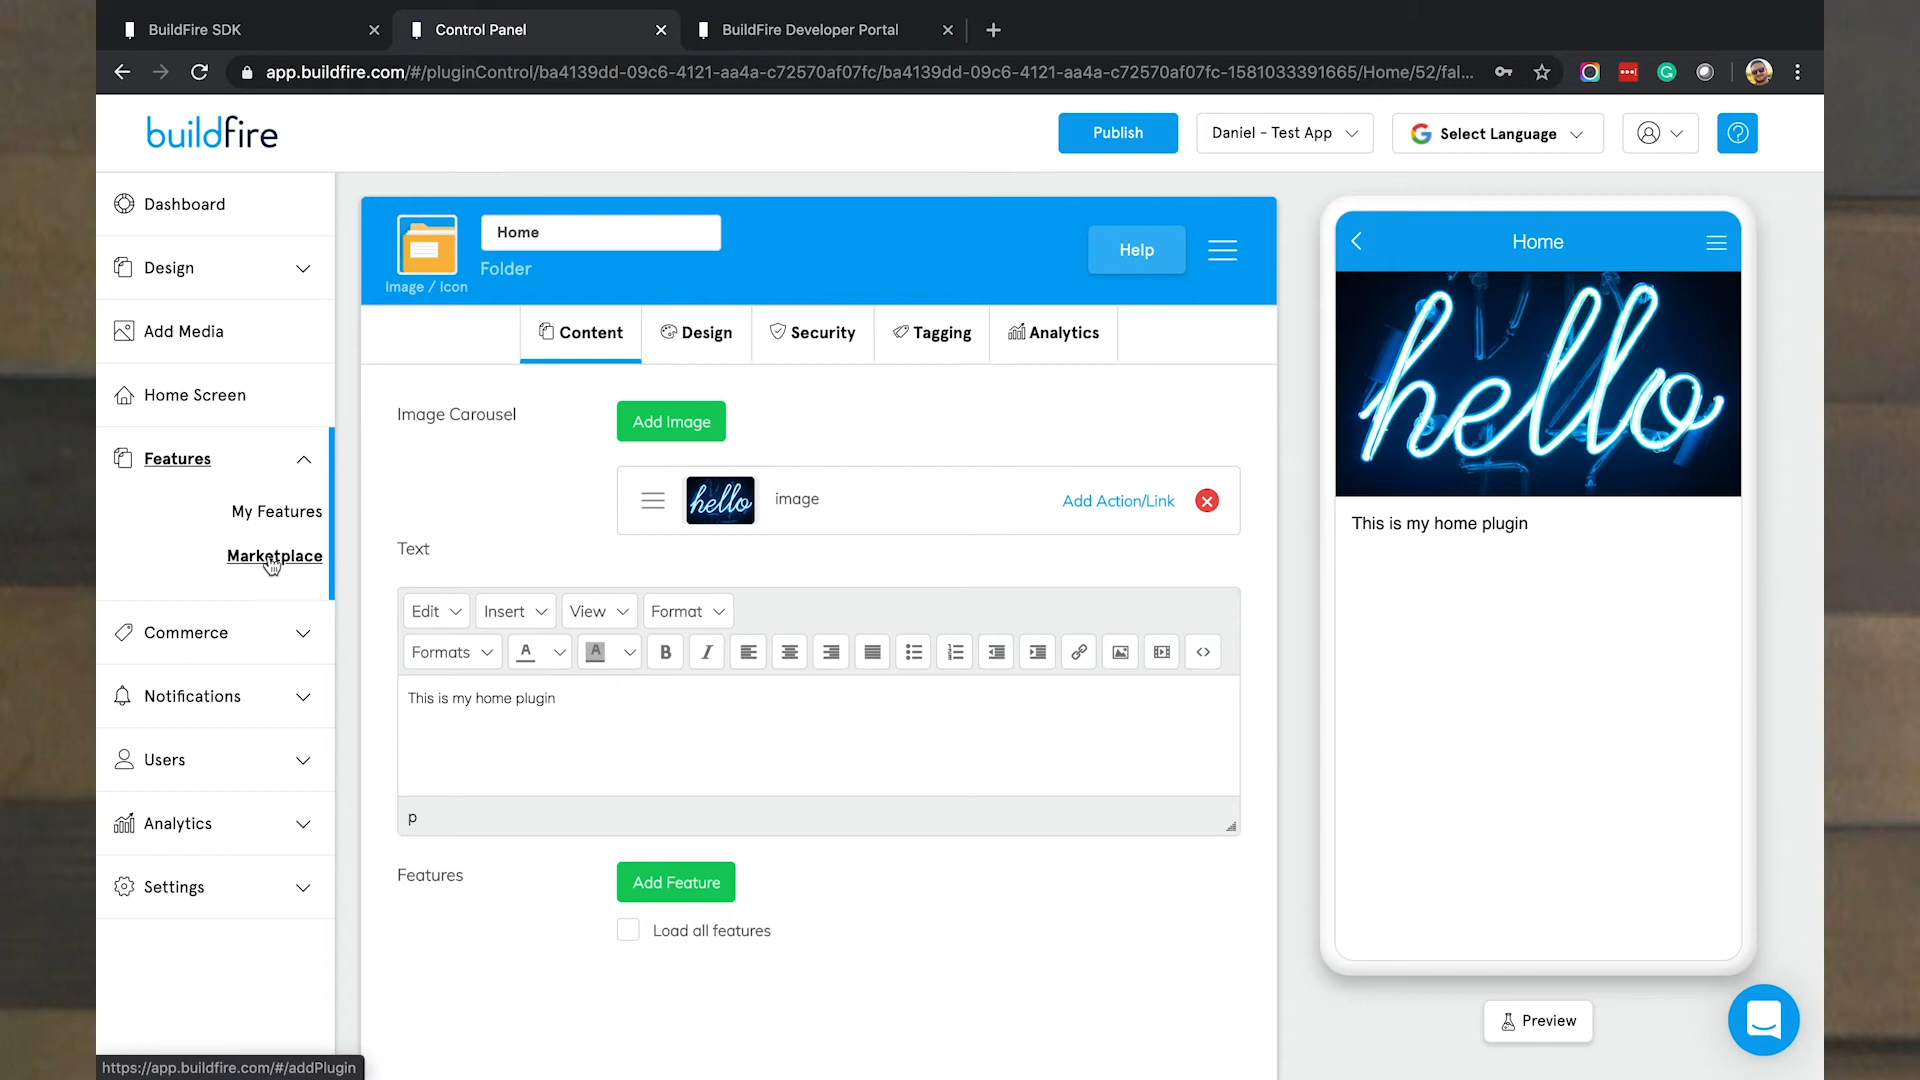 BuildFire SDK
Control Panel
BuildFire Developer Portal
app.buildfire.com/#/pluginControl/ba4139dd-09c6-4121-aa4a-c72570af07fc/ba4139dd-09c6-4121-aa4a-c72570af07fc-1581033391665/Home/52/fal...
buildfire
Publish
Daniel - Test App
Select Language
Dashboard
Design
Add Media
Home Screen
Features
My Features
Marketplace
Commerce
Notifications
Users
Analytics
Settings
Home
Folder
Image / Icon
Help
Content
Design
Security
Tagging
Analytics
Image Carousel
Add Image
hello
image
Add Action/Link
Text
Edit
Insert
View
Format
Formats
A
A
B
I
This is my home plugin
p
Features
Add Feature
Load all features
Home
hello
This is my home plugin
Preview
https://app.buildfire.com/#/addPlugin